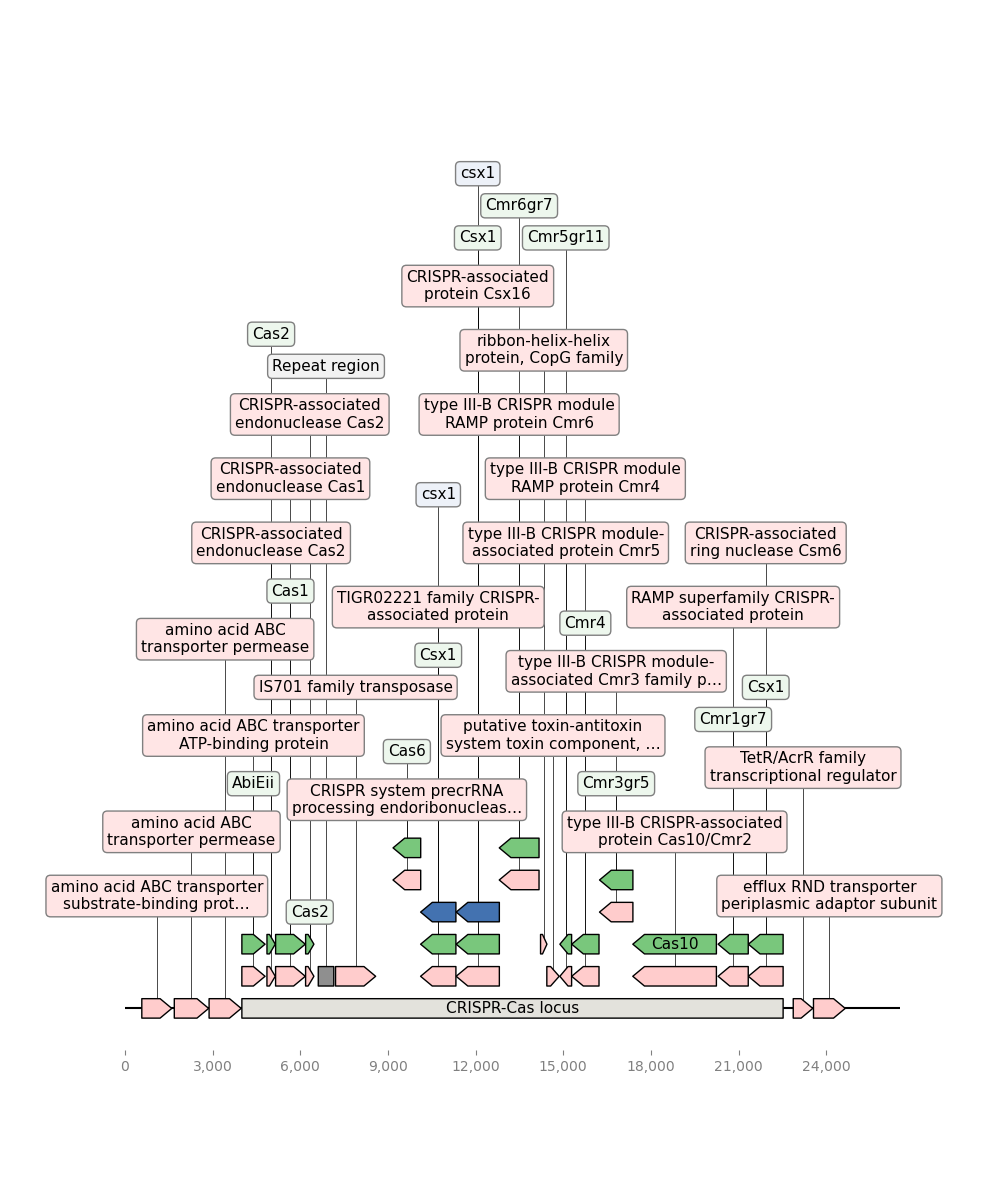 csx1
Cmr6gr7
Csx1
Cmr5gr11
CRISPR-associated
protein Csx16
Cas2
ribbon-helix-helix
protein, CopG family
Repeat region
CRISPR-associated
endonuclease Cas2
type III-B CRISPR module
RAMP protein Cmr6
CRISPR-associated
endonuclease Cas1
type III-B CRISPR module
RAMP protein Cmr4
csx1
CRISPR-associated
endonuclease Cas2
type III-B CRISPR module-
associated protein Cmr5
CRISPR-associated
ring nuclease Csm6
Cas1
TIGR02221 family CRISPR-
associated protein
RAMP superfamily CRISPR-
associated protein
Cmr4
amino acid ABC
transporter permease
Csx1
type III-B CRISPR module-
associated Cmr3 family p...
IS701 family transposase
Csx1
Cmr1gr7
amino acid ABC transporter
ATP-binding protein
putative toxin-antitoxin
system toxin component, ...
Cas6
TetR/AcrR family
transcriptional regulator
AbiEii
Cmr3gr5
CRISPR system precrRNA
processing endoribonucleas...
amino acid ABC
transporter permease
type III-B CRISPR-associated
protein Cas10/Cmr2
amino acid ABC transporter
substrate-binding prot...
efflux RND transporter
periplasmic adaptor subunit
Cas2
Cas10
CRISPR-Cas locus
0
3,000
6,000
9,000
12,000
15,000
18,000
21,000
24,000